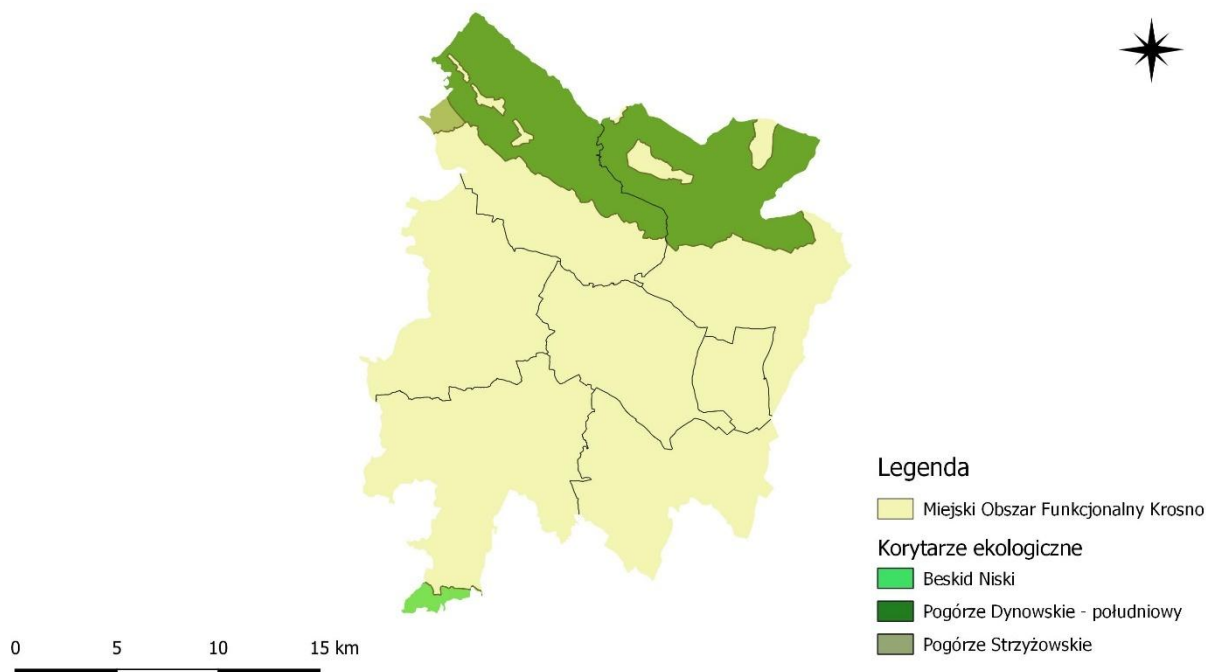 Legenda
Miejski Obszar Funkcjonalny Krosno
Korytarze ekologiczne
Beskid Niski
Pogórze Dynowskie - południowy
Pogórze Strzyżowskie
0 5 10 15 km